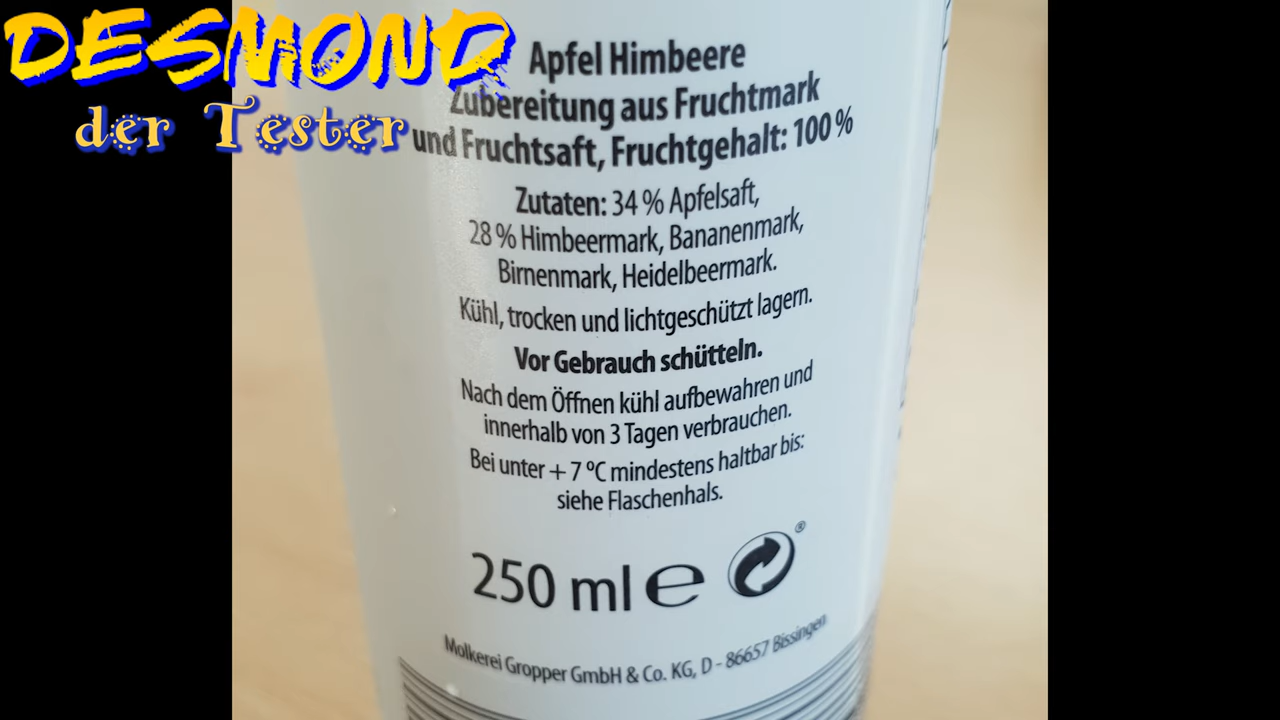 DESMOND
der Tester
Apfel Himbeere
Zubereitung aus Fruchtmark
und Fruchtsaft, Fruchtgehalt: 100 %
Zutaten: 34 % Apfelsaft,
28 % Himbeermark, Bananenmark,
Birnenmark, Heidelbeermark.
Kühl, trocken und lichtgeschützt lagern.
Vor Gebrauch schütteln.
Nach dem Öffnen kühl aufbewahren und
innerhalb von 3 Tagen verbrauchen.
Bei unter + 7 ºC mindestens haltbar bis:
siehe Flaschenhals.
250 ml e ®
Molkerei Gropper GmbH & Co. KG, D - 86657 Bissingen